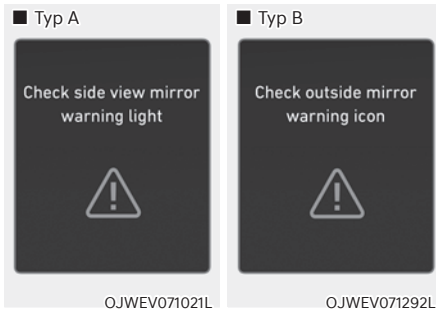 ■ Typ A
Check side view mirror
warning light
OJWEV071021L
■ Typ B
Check outside mirror
warning icon
OJWEV071292L